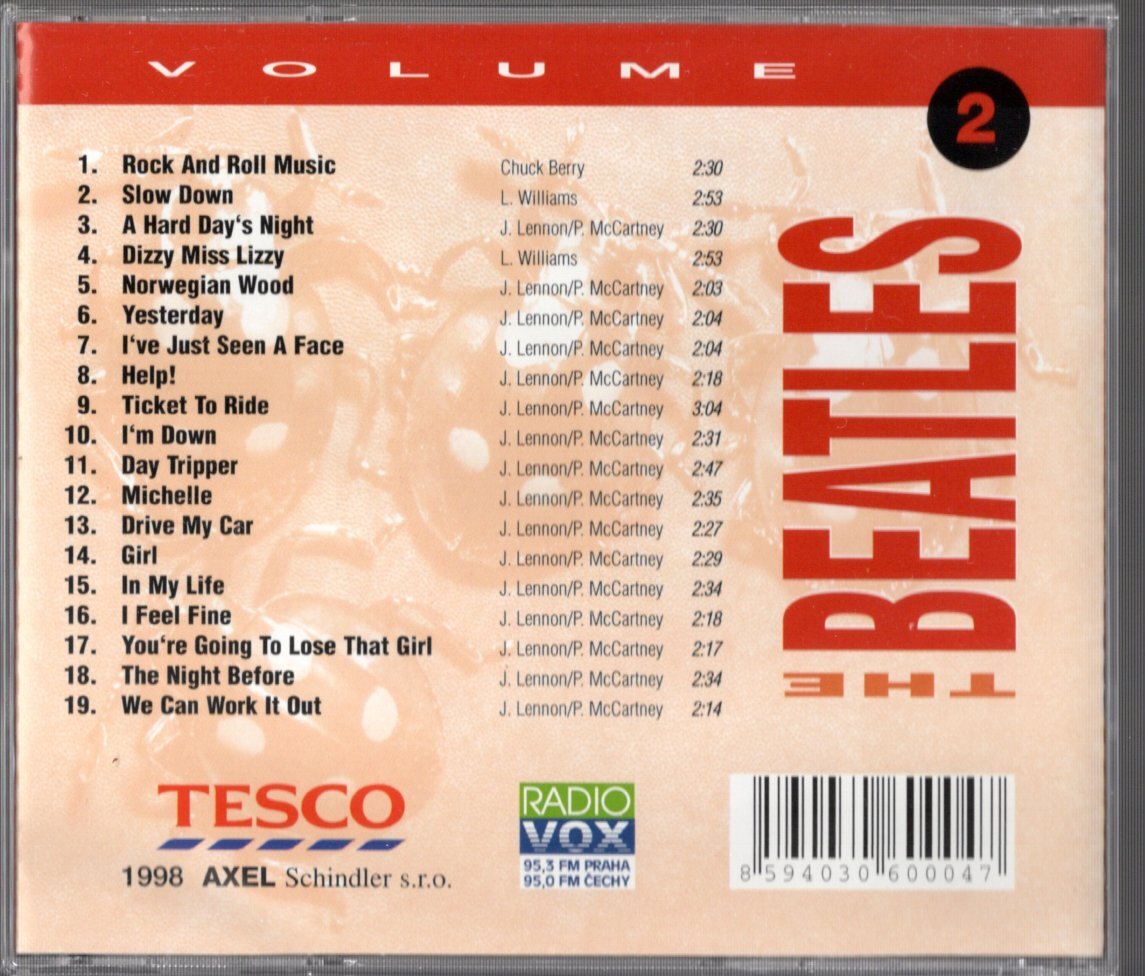 VOLUME
2
1. Rock And Roll Music Chuck Berry 2:30
2. Slow Down L. Williams 2:53
3. A Hard Day‘s Night J. Lennon/P. McCartney 2:30
4. Dizzy Miss Lizzy L. Williams 2:53
5. Norwegian Wood J. Lennon/P. McCartney 2:03
6. Yesterday J. Lennon/P. McCartney 2:04
7. I‘ve Just Seen A Face J. Lennon/P. McCartney 2:04
8. Help! J. Lennon/P. McCartney 2:18
9. Ticket To Ride J. Lennon/P. McCartney 3:04
10. I‘m Down J. Lennon/P. McCartney 2:31
11. Day Tripper J. Lennon/P. McCartney 2:47
12. Michelle J. Lennon/P. McCartney 2:35
13. Drive My Car J. Lennon/P. McCartney 2:27
14. Girl J. Lennon/P. McCartney 2:29
15. In My Life J. Lennon/P. McCartney 2:34
16. I Feel Fine J. Lennon/P. McCartney 2:18
17. You‘re Going To Lose That Girl J. Lennon/P. McCartney 2:17
18. The Night Before J. Lennon/P. McCartney 2:34
19. We Can Work It Out J. Lennon/P. McCartney 2:14
THE BEATLES
TESCO
1998 AXEL Schindler s.r.o.
RADIO
VOX
95,3 FM PRAHA
95,0 FM ČECHY
8 594030 600047